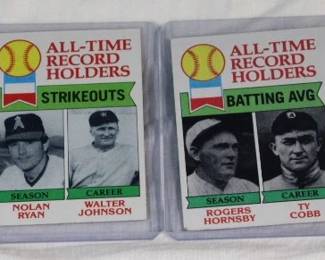 ALL-TIME
RECORD
HOLDERS
STRIKEOUTS
SEASON
CAREER
NOLAN
RYAN
WALTER
JOHNSON
ALL-TIME
RECORD
HOLDERS
BATTING AVG
SEASON
CAREER
ROGERS
HORNSBY
TY
COBB